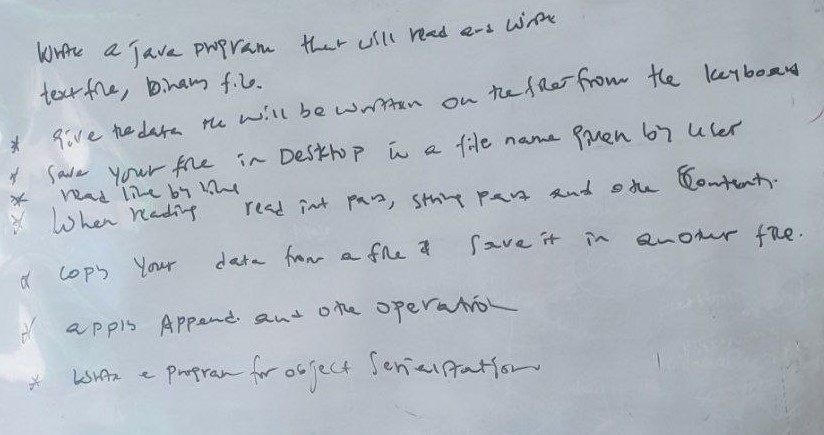 Write a java program that will read and write
text file, binary file.
* Give the data that will be written on the file from the keyboard
* Save your file in Desktop in a file name given by user
* read line by line
* When reading read int part, string part and othe Contents.
* Copy Your data from a file & Save it in another file.
* apply Append and othe operation
* Write a program for object Serialization